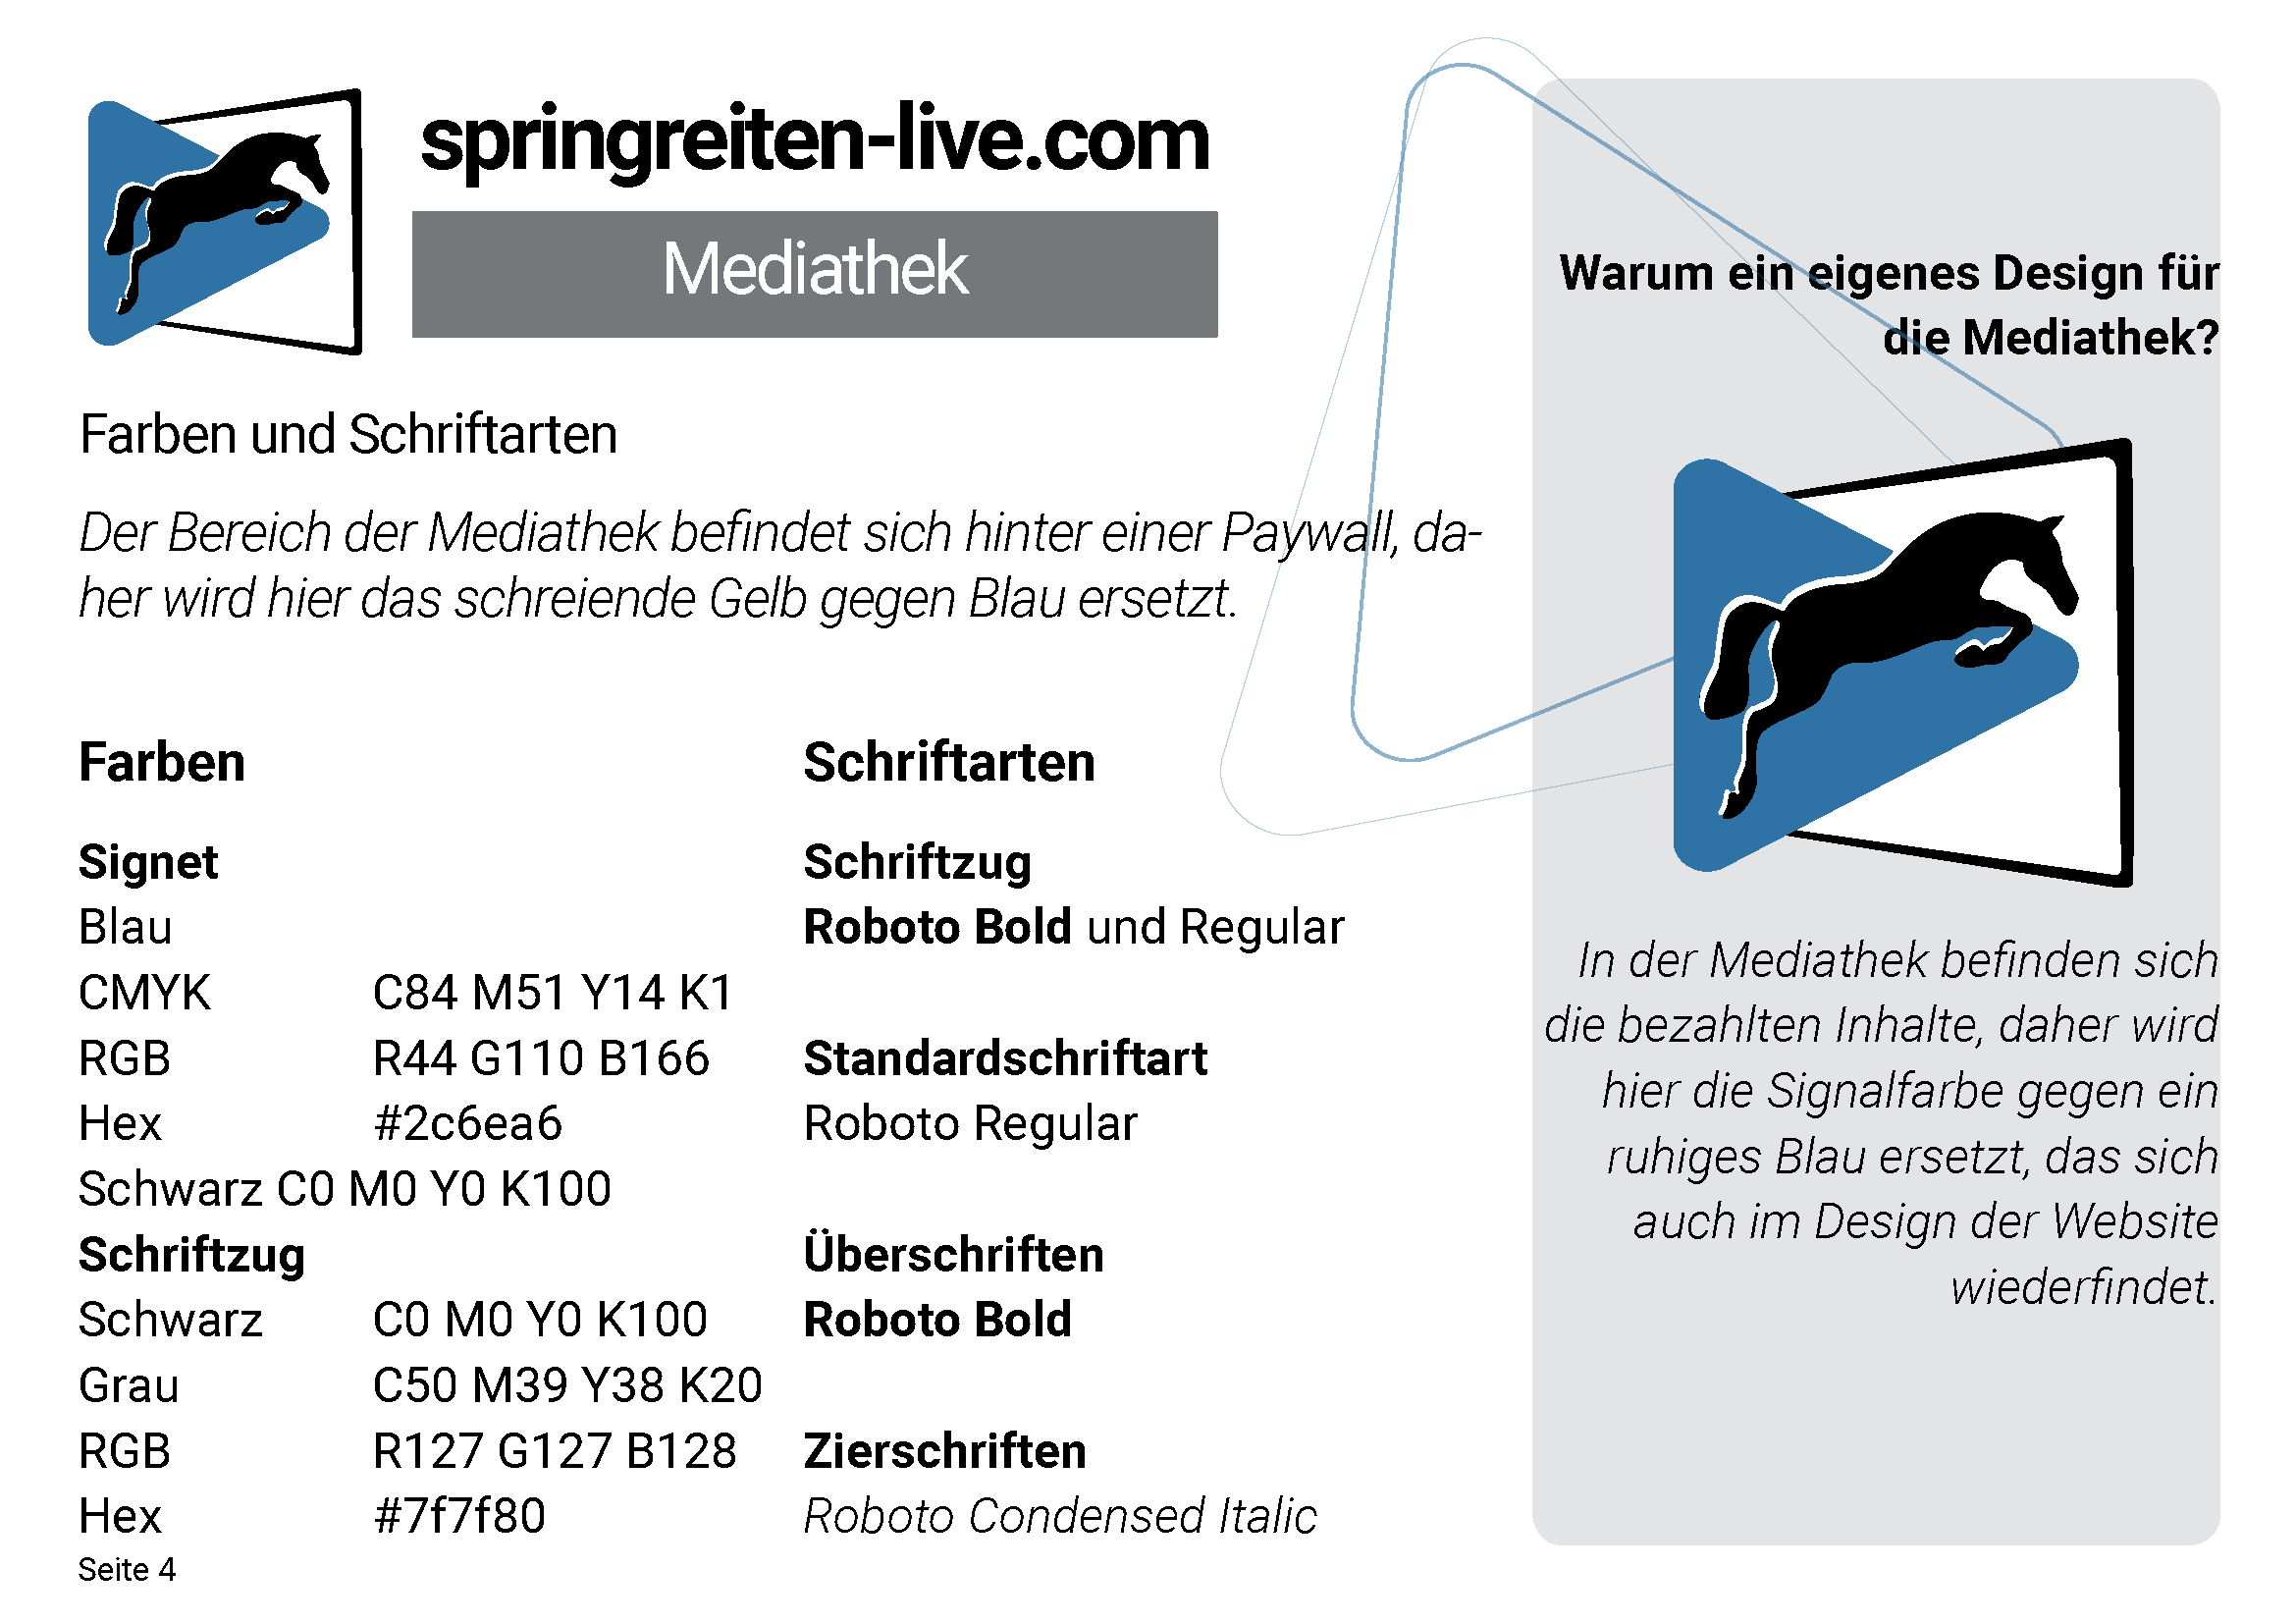 springreiten-live.com
Mediathek
Farben und Schriftarten
Der Bereich der Mediathek befindet sich hinter einer Paywall, da-
her wird hier das schreiende Gelb gegen Blau ersetzt.
Farben
Signet
Blau
CMYK C84 M51 Y14 K1
RGB R44 G110 B166
Hex #2c6ea6
Schwarz C0 M0 Y0 K100
Schriftzug
Schwarz C0 M0 Y0 K100
Grau C50 M39 Y38 K20
RGB R127 G127 B128
Hex #7f7f80
Schriftarten
Schriftzug
Roboto Bold und Regular
Standardschriftart
Roboto Regular
Überschriften
Roboto Bold
Zierschriften
Roboto Condensed Italic
Warum ein eigenes Design für
die Mediathek?
In der Mediathek befinden sich
die bezahlten Inhalte, daher wird
hier die Signalfarbe gegen ein
ruhiges Blau ersetzt, das sich
auch im Design der Website
wiederfindet.
Seite 4